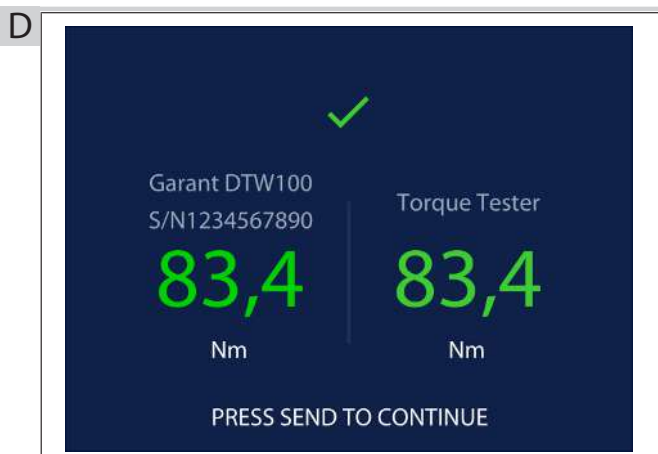 D
Garant DTW100
S/N1234567890
83,4
Nm
Torque Tester
83,4
Nm
PRESS SEND TO CONTINUE